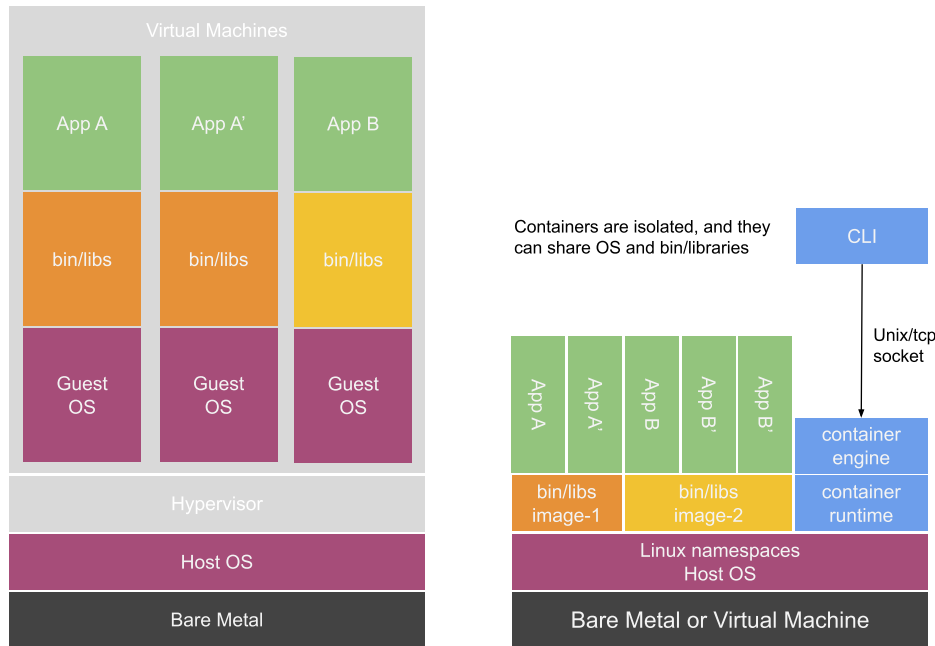 Virtual Machines
App A
App A'
App B
bin/libs
bin/libs
bin/libs
Guest
OS
Guest
OS
Guest
OS
Hypervisor
Host OS
Bare Metal
Containers are isolated, and they
can share OS and bin/libraries
CLI
Unix/tcp
socket
App A
App A'
App B
App B'
App B'
container
engine
bin/libs
image-1
bin/libs
image-2
container
runtime
Linux namespaces
Host OS
Bare Metal or Virtual Machine